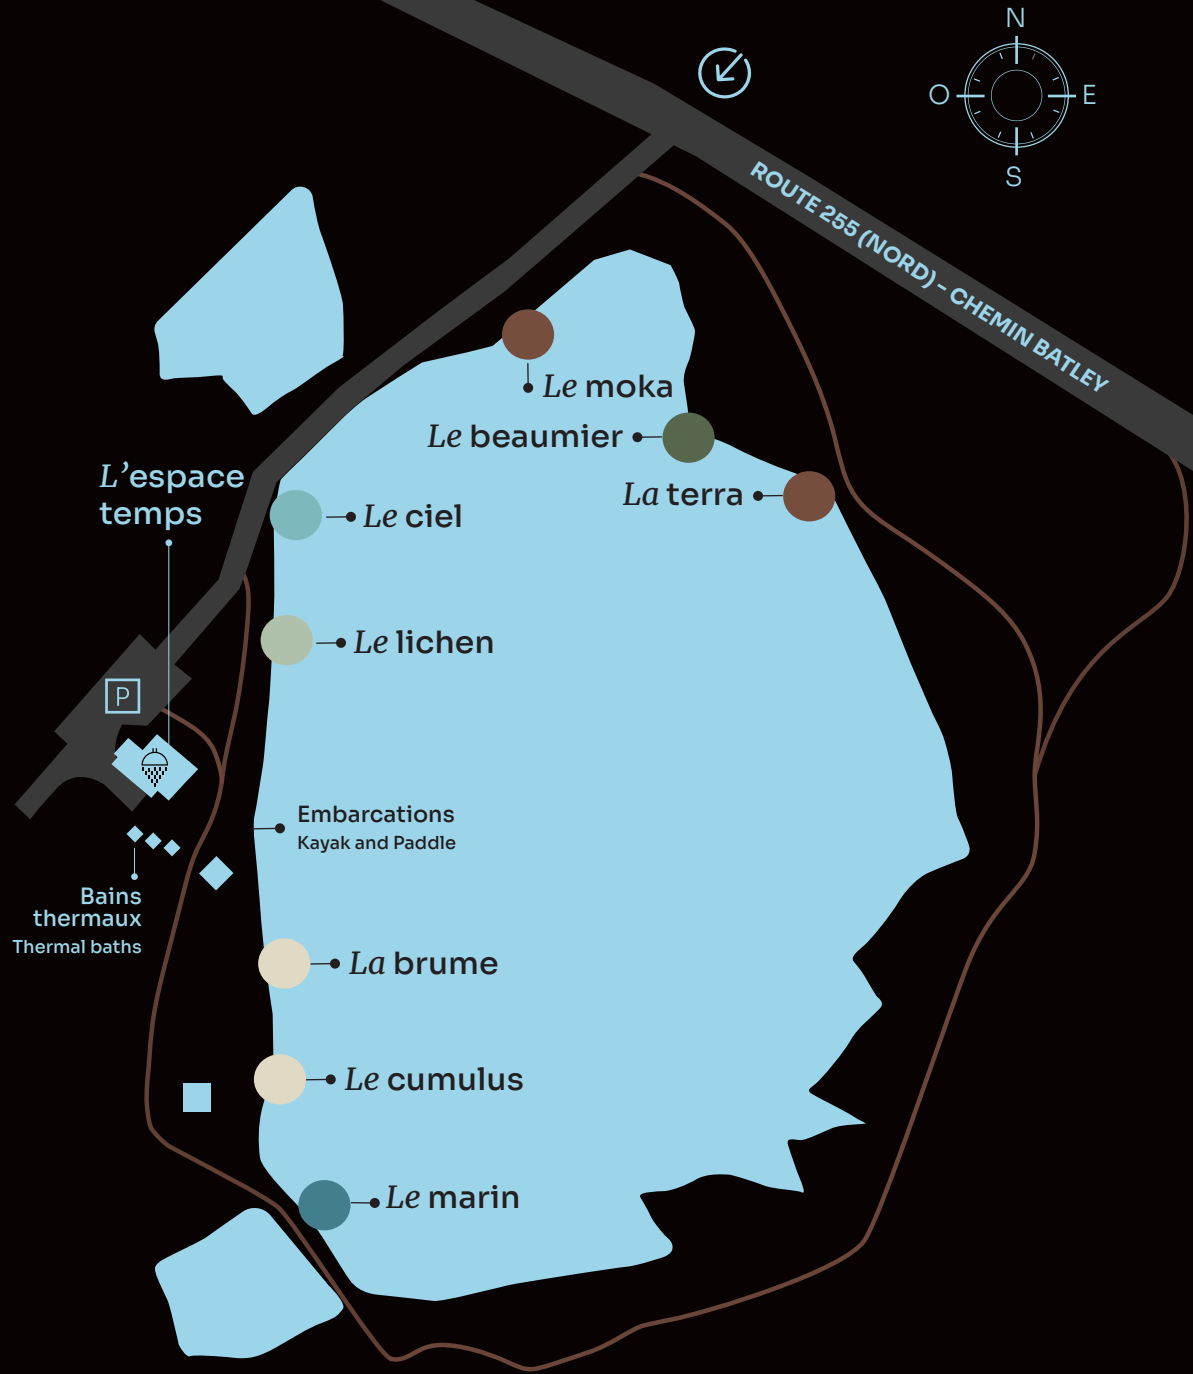 N
O
E
S
ROUTE 255 (NORD) – CHEMIN BATLEY
Le moka
Le beaumier
La terra
L’espace
temps
Le ciel
Le lichen
P
Embarcations
Kayak and Paddle
Bains
thermaux
Thermal baths
La brume
Le cumulus
Le marin